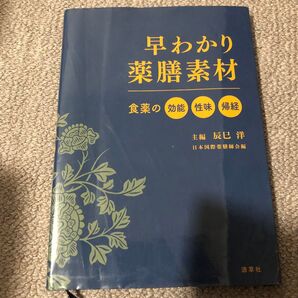 早わかり
薬膳素材
食薬の 効能 性味 帰経
主編 辰巳 洋
日本国際薬膳師会編
源草社